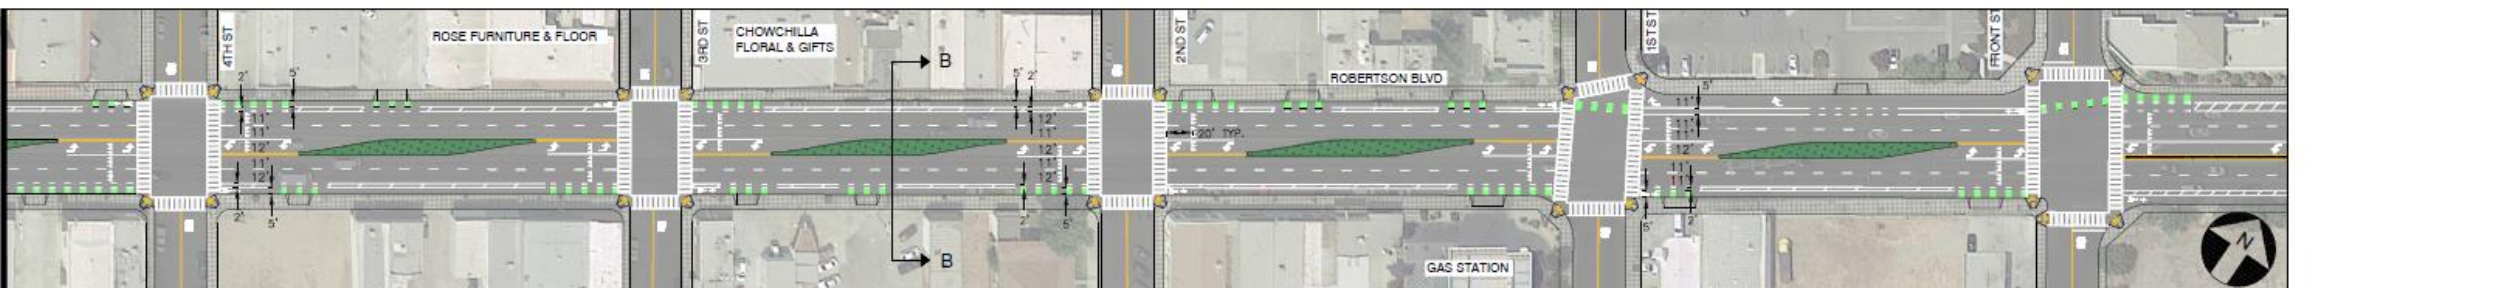 4TH ST
ROSE FURNITURE & FLOOR
3RD ST
CHOWCHILLA
FLORAL & GIFTS
B
2ND ST
ROBERTSON BLVD
1ST ST
FRONT ST
2'
5'
11'
11'
12'
11'
12'
2'
5'
5'
2'
12'
11'
12'
11'
12'
2'
5'
20' TYP.
5'
11'
11'
11'
12'
11'
5'
2'
B
GAS STATION
N